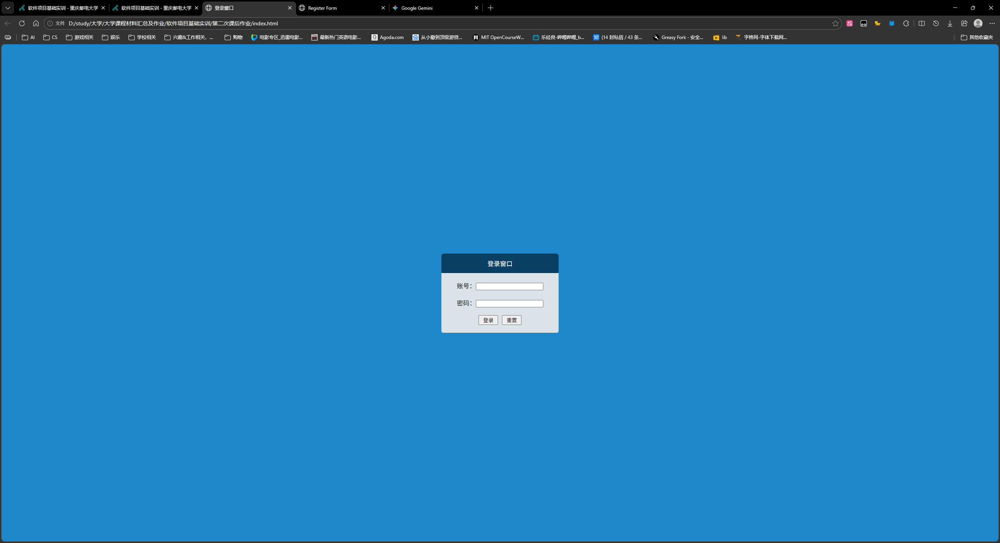 软件项目基础实训 - 重庆邮电大学
软件项目基础实训 - 重庆邮电大学
登录窗口
Register Form
Google Gemini
文件 D:/study/大学/大学课程材料汇总及作业/软件项目基础实训/第二次课后作业/index.html
AI
CS
游戏相关
娱乐
学校相关
兴趣&工作相关，...
购物
电影专区_迅雷电影...
最新热门英语电影...
Agoda.com
从小撒到顶级游资...
MIT OpenCourseW...
乐经良-哔哩哔哩_b...
(14 封私信 / 43 条...
Greasy Fork - 安全...
lib
字格网-字体下载网...
其他收藏夹
登录窗口
账号：
密码：
登录 重置